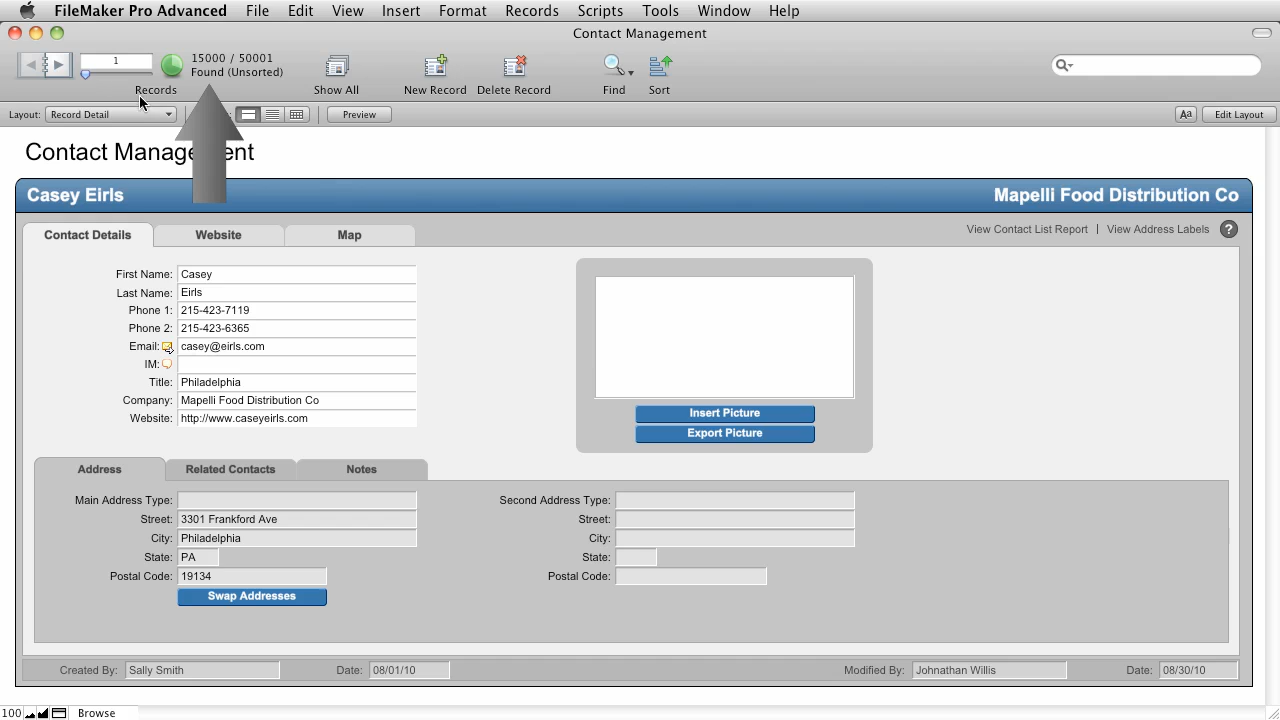 FileMaker Pro Advanced File Edit View Insert Format Records Scripts Tools Window Help
Contact Management
1
15000 / 50001
Found (Unsorted)
Records Show All New Record Delete Record Find Sort
Layout: Record Detail Preview Aa Edit Layout
Contact Management
Casey Eirls Mapelli Food Distribution Co
Contact Details Website Map View Contact List Report | View Address Labels ?
First Name: Casey
Last Name: Eirls
Phone 1: 215-423-7119
Phone 2: 215-423-6365
Email: casey@eirls.com
IM:
Title: Philadelphia
Company: Mapelli Food Distribution Co
Website: http://www.caseyeirls.com
Insert Picture
Export Picture
Address Related Contacts Notes
Main Address Type: Second Address Type:
Street: 3301 Frankford Ave Street:
City: Philadelphia City:
State: PA State:
Postal Code: 19134 Postal Code:
Swap Addresses
Created By: Sally Smith Date: 08/01/10 Modified By: Johnathan Willis Date: 08/30/10
100 Browse